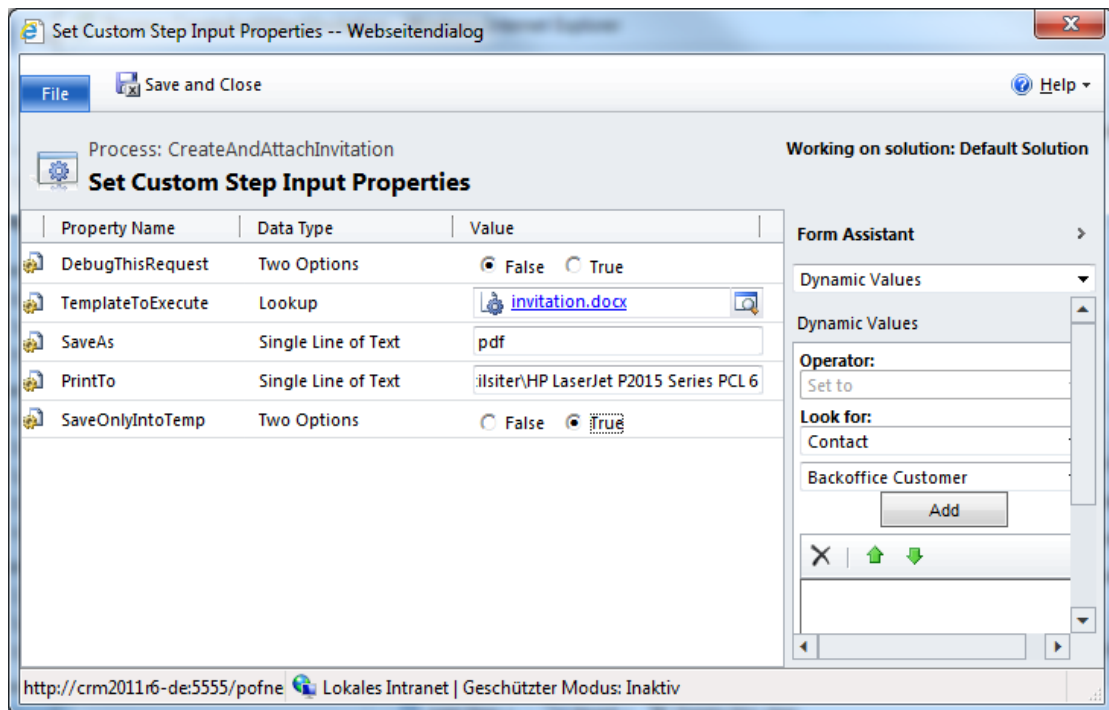 Set Custom Step Input Properties -- Webseitendialog
File Save and Close Help
Process: CreateAndAttachInvitation Working on solution: Default Solution
Set Custom Step Input Properties
Property Name Data Type Value Form Assistant
DebugThisRequest Two Options False True
Dynamic Values
TemplateToExecute Lookup invitation.docx
Dynamic Values
SaveAs Single Line of Text pdf
Operator:
PrintTo Single Line of Text :ilsiter\HP LaserJet P2015 Series PCL 6 Set to
SaveOnlyIntoTemp Two Options False True Look for:
Contact
Backoffice Customer
Add
http://crm2011r6-de:5555/pofne Lokales Intranet | Geschützter Modus: Inaktiv